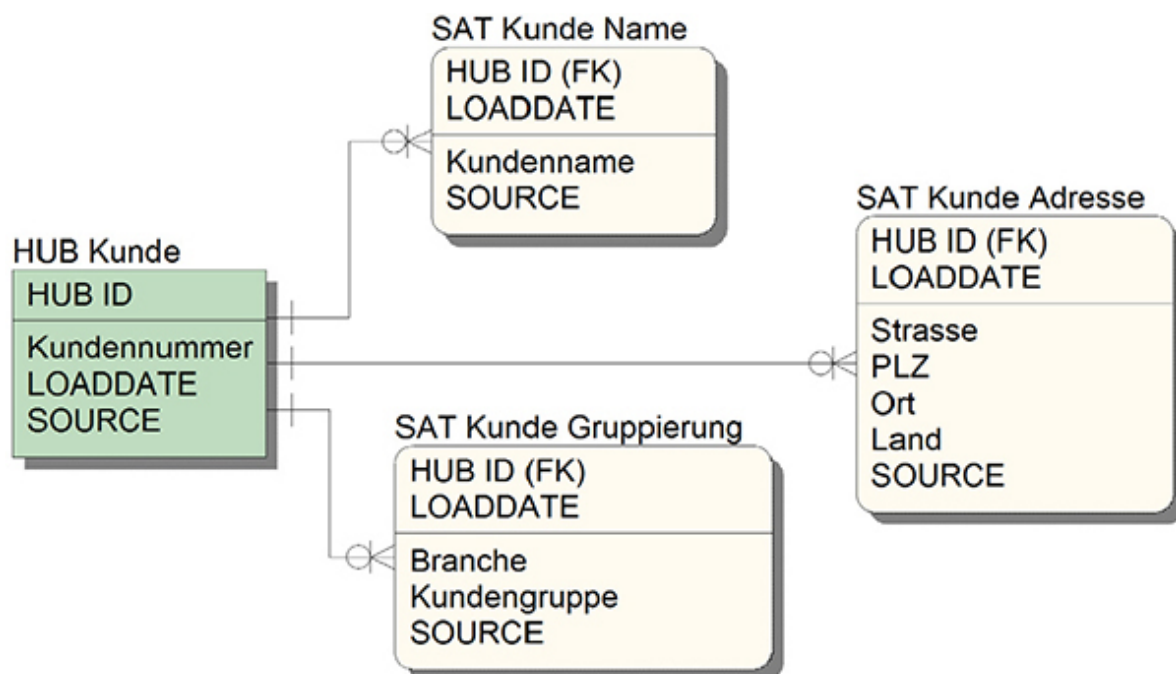 SAT Kunde Name
HUB ID (FK)
LOADDATE
Kundenname
SOURCE
SAT Kunde Adresse
HUB ID (FK)
LOADDATE
Strasse
PLZ
Ort
Land
SOURCE
HUB Kunde
HUB ID
Kundennummer
LOADDATE
SOURCE
SAT Kunde Gruppierung
HUB ID (FK)
LOADDATE
Branche
Kundengruppe
SOURCE